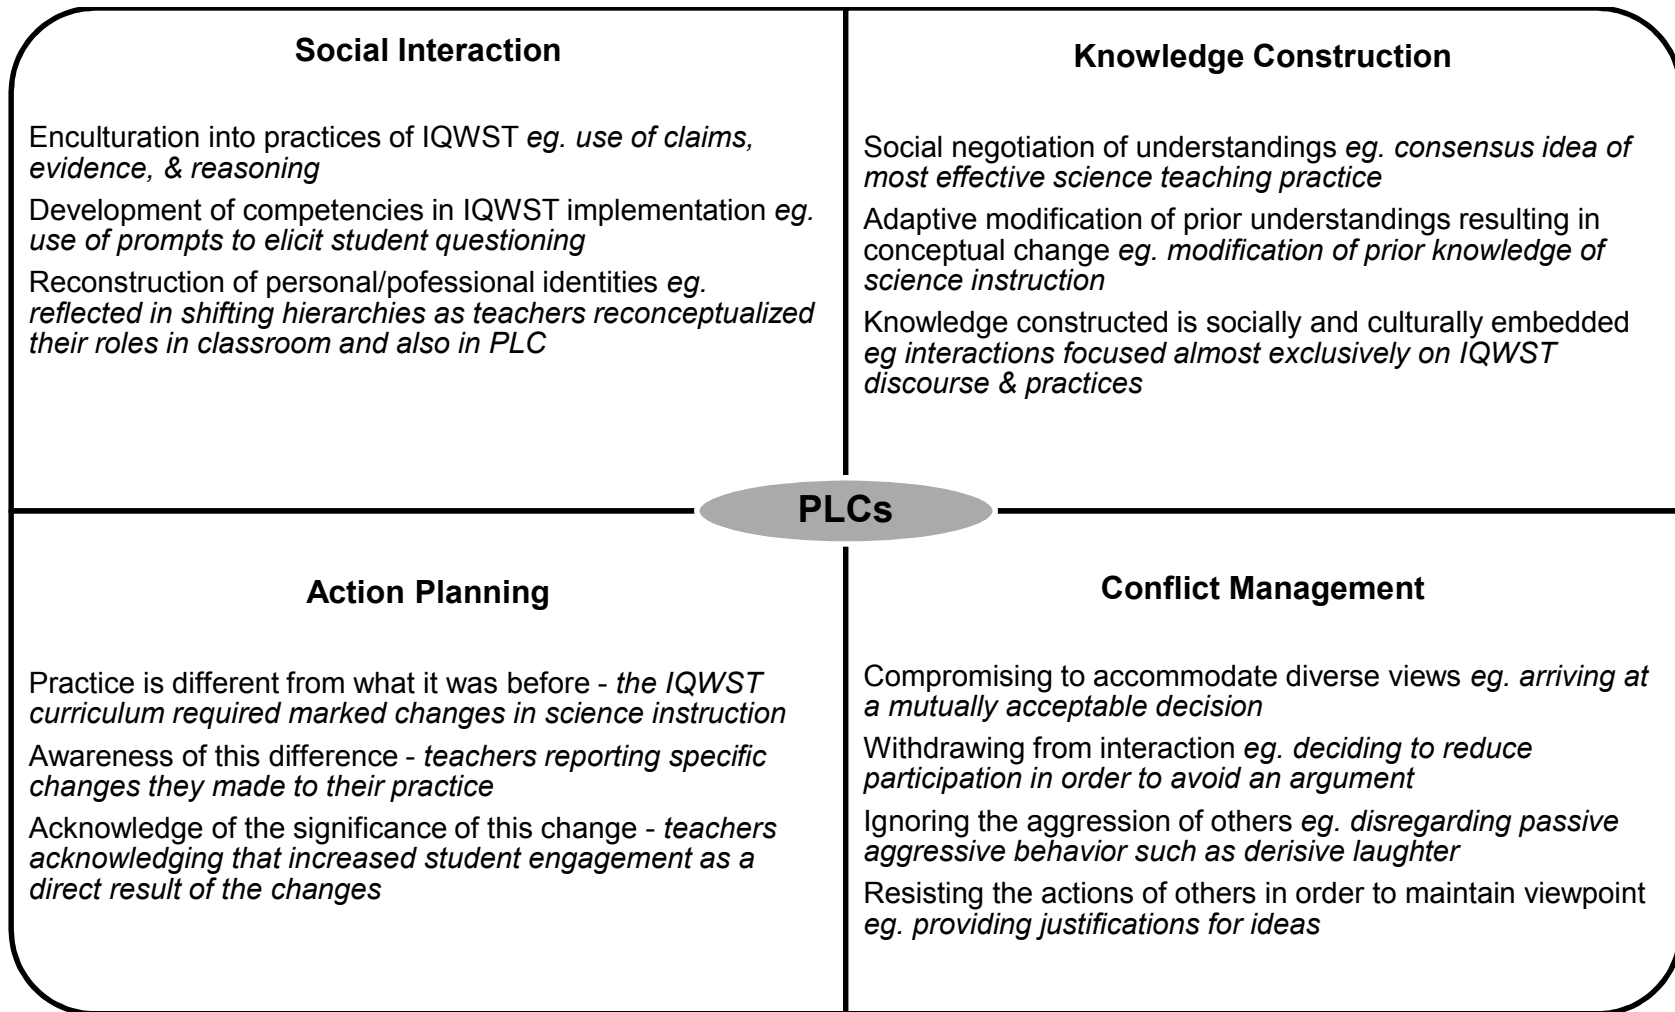 Social Interaction
Enculturation into practices of IQWST eg. use of claims,
evidence, & reasoning
Development of competencies in IQWST implementation eg.
use of prompts to elicit student questioning
Reconstruction of personal/pofessional identities eg.
reflected in shifting hierarchies as teachers reconceptualized
their roles in classroom and also in PLC
Knowledge Construction
Social negotiation of understandings eg. consensus idea of
most effective science teaching practice
Adaptive modification of prior understandings resulting in
conceptual change eg. modification of prior knowledge of
science instruction
Knowledge constructed is socially and culturally embedded
eg interactions focused almost exclusively on IQWST
discourse & practices
PLCs
Action Planning
Practice is different from what it was before - the IQWST
curriculum required marked changes in science instruction
Awareness of this difference - teachers reporting specific
changes they made to their practice
Acknowledge of the significance of this change - teachers
acknowledging that increased student engagement as a
direct result of the changes
Conflict Management
Compromising to accommodate diverse views eg. arriving at
a mutually acceptable decision
Withdrawing from interaction eg. deciding to reduce
participation in order to avoid an argument
Ignoring the aggression of others eg. disregarding passive
aggressive behavior such as derisive laughter
Resisting the actions of others in order to maintain viewpoint
eg. providing justifications for ideas